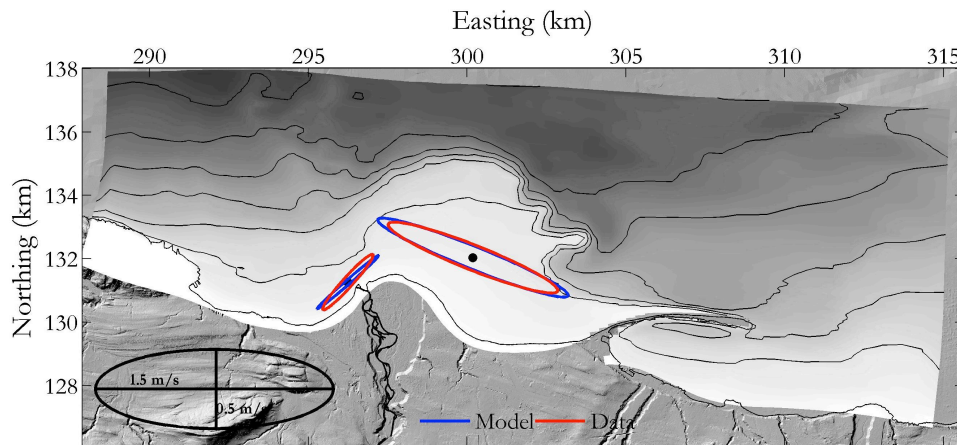 Easting (km)
290 295 300 305 310 315
138
136
134
132
130
128
Northing (km)
1.5 m/s
0.5 m/s
Model Data